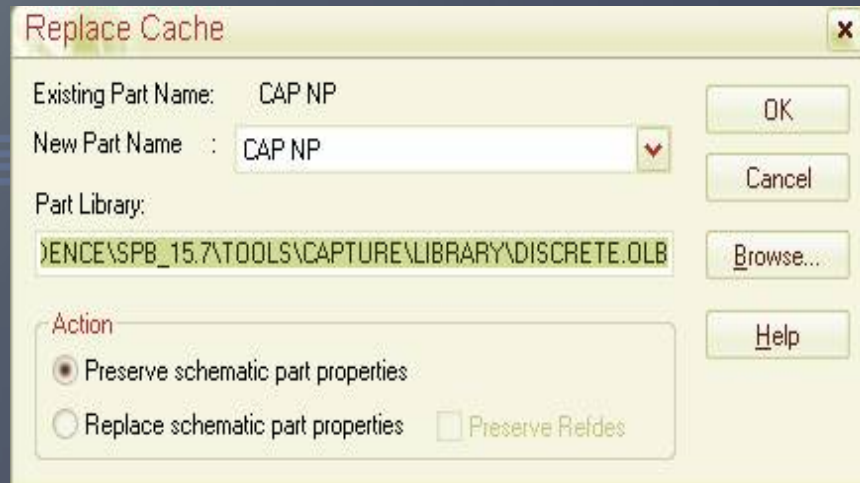 Replace Cache
Existing Part Name: CAP NP
OK
New Part Name : CAP NP
Cancel
Part Library:
DENCE\SPB_15.7\TOOLS\CAPTURE\LIBRARY\DISCRETE.OLB
Browse...
Action
Help
Preserve schematic part properties
Replace schematic part properties Preserve Refdes